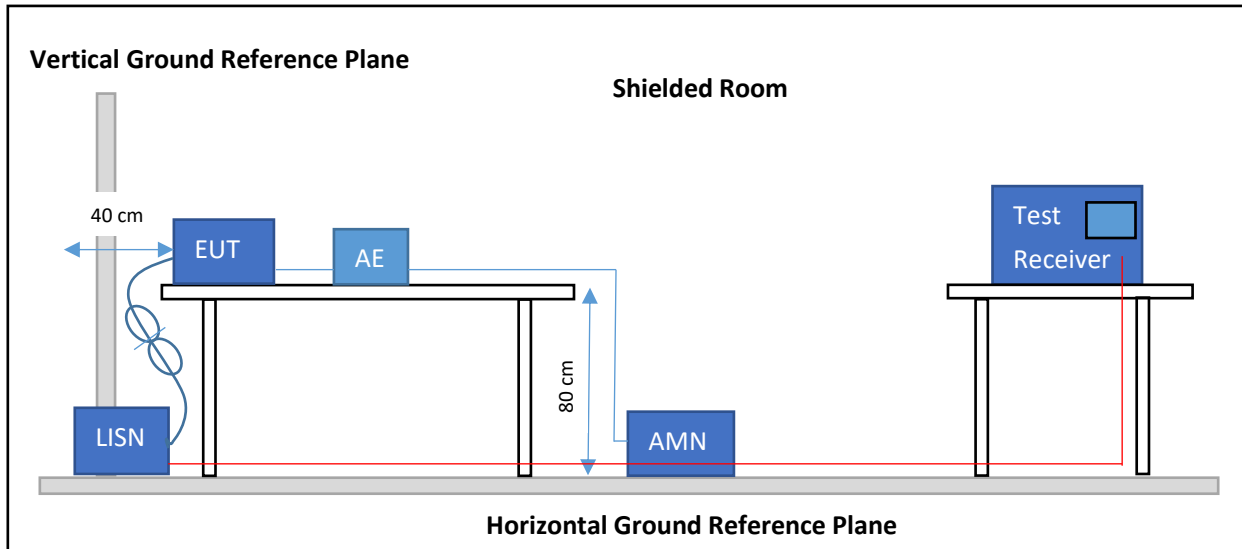 Vertical Ground Reference Plane
Shielded Room
40 cm
EUT
AE
Test
Receiver
80 cm
LISN
AMN
Horizontal Ground Reference Plane